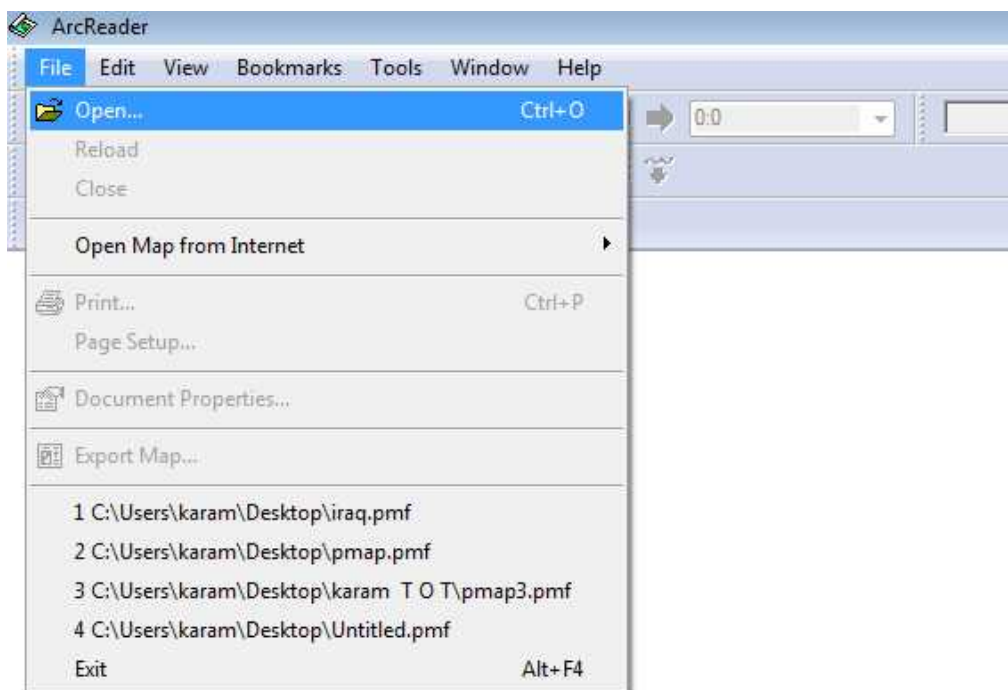 ArcReader
File Edit View Bookmarks Tools Window Help
Open... Ctrl+O
0:0
Reload
Close
Open Map from Internet
Print... Ctrl+P
Page Setup...
Document Properties...
Export Map...
1 C:\Users\karam\Desktop\iraq.pmf
2 C:\Users\karam\Desktop\pmap.pmf
3 C:\Users\karam\Desktop\karam T O T\pmap3.pmf
4 C:\Users\karam\Desktop\Untitled.pmf
Exit Alt+F4